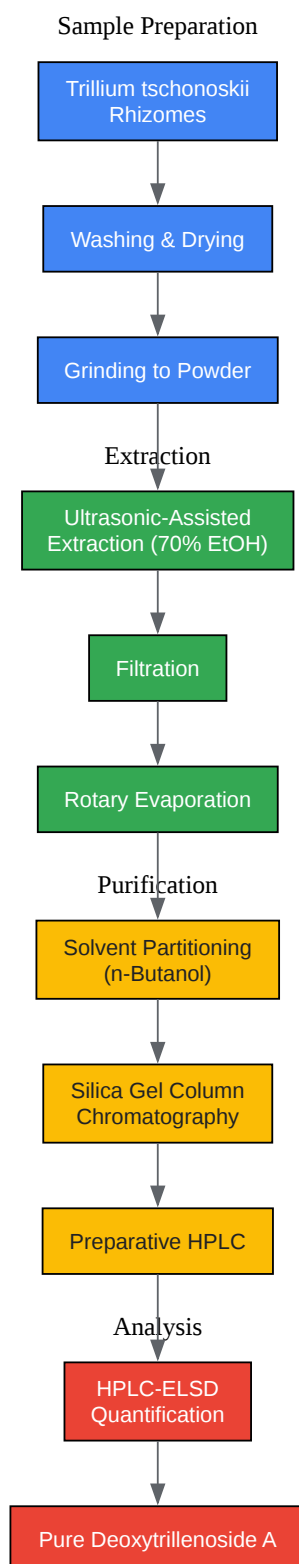 Sample Preparation
Trillium tschonoskii
Rhizomes
Washing & Drying
Grinding to Powder
Extraction
Ultrasonic-Assisted
Extraction (70% EtOH)
Filtration
Rotary Evaporation
Purification
Solvent Partitioning
(n-Butanol)
Silica Gel Column
Chromatography
Preparative HPLC
Analysis
HPLC-ELSD
Quantification
Pure Deoxytrillenoside A